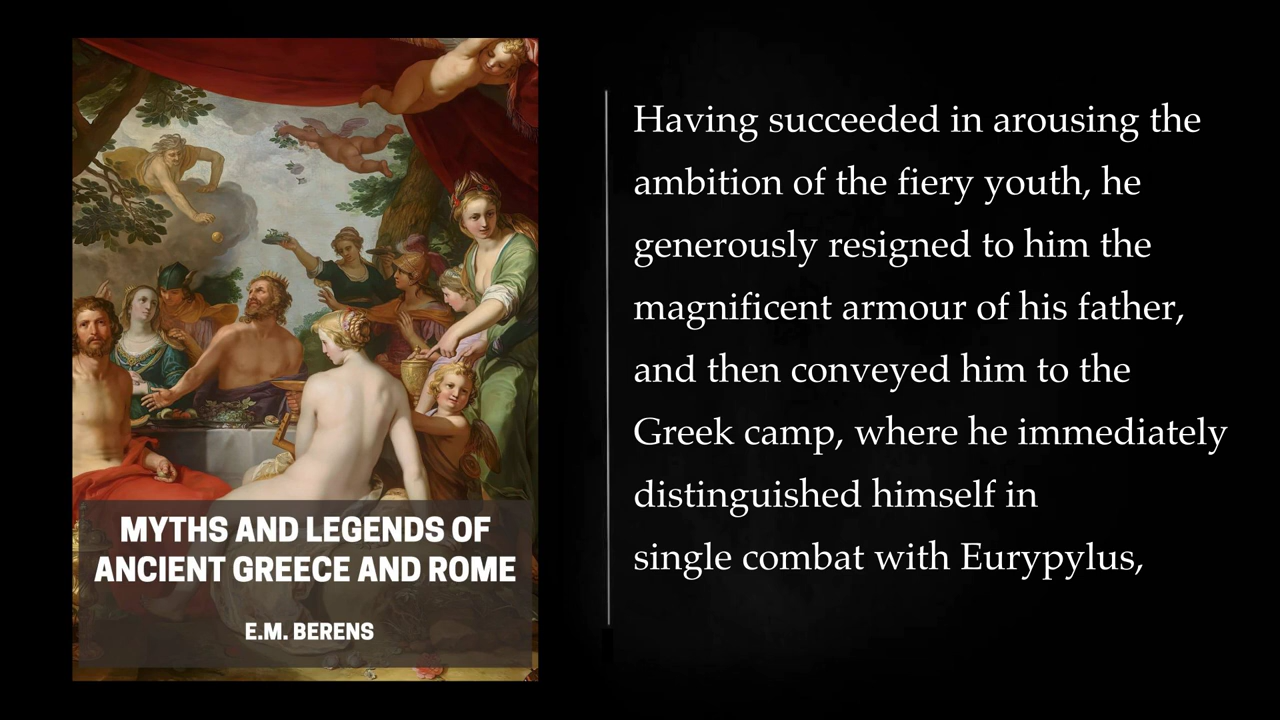 MYTHS AND LEGENDS OF
ANCIENT GREECE AND ROME
E.M. BERENS
Having succeeded in arousing the
ambition of the fiery youth, he
generously resigned to him the
magnificent armour of his father,
and then conveyed him to the
Greek camp, where he immediately
distinguished himself in
single combat with Eurypylus,